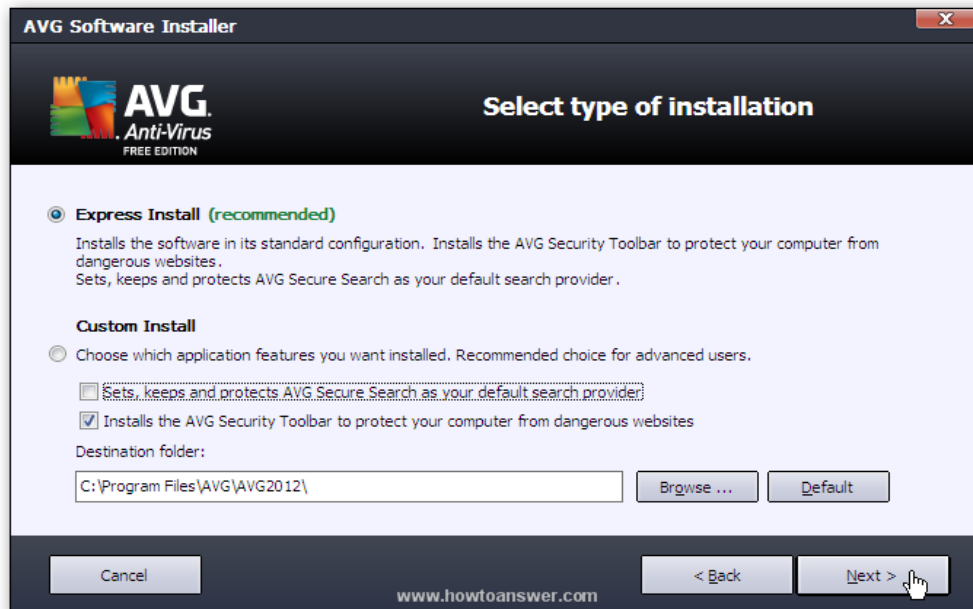 AVG Software Installer
AVG.
Anti-Virus
FREE EDITION
Select type of installation
Express Install (recommended)
Installs the software in its standard configuration. Installs the AVG Security Toolbar to protect your computer from
dangerous websites.
Sets, keeps and protects AVG Secure Search as your default search provider.
Custom Install
Choose which application features you want installed. Recommended choice for advanced users.
Sets, keeps and protects AVG Secure Search as your default search provider
Installs the AVG Security Toolbar to protect your computer from dangerous websites
Destination folder:
C:\Program Files\AVG\AVG2012\
Browse ...
Default
Cancel
< Back
Next >
www.howtoanswer.com